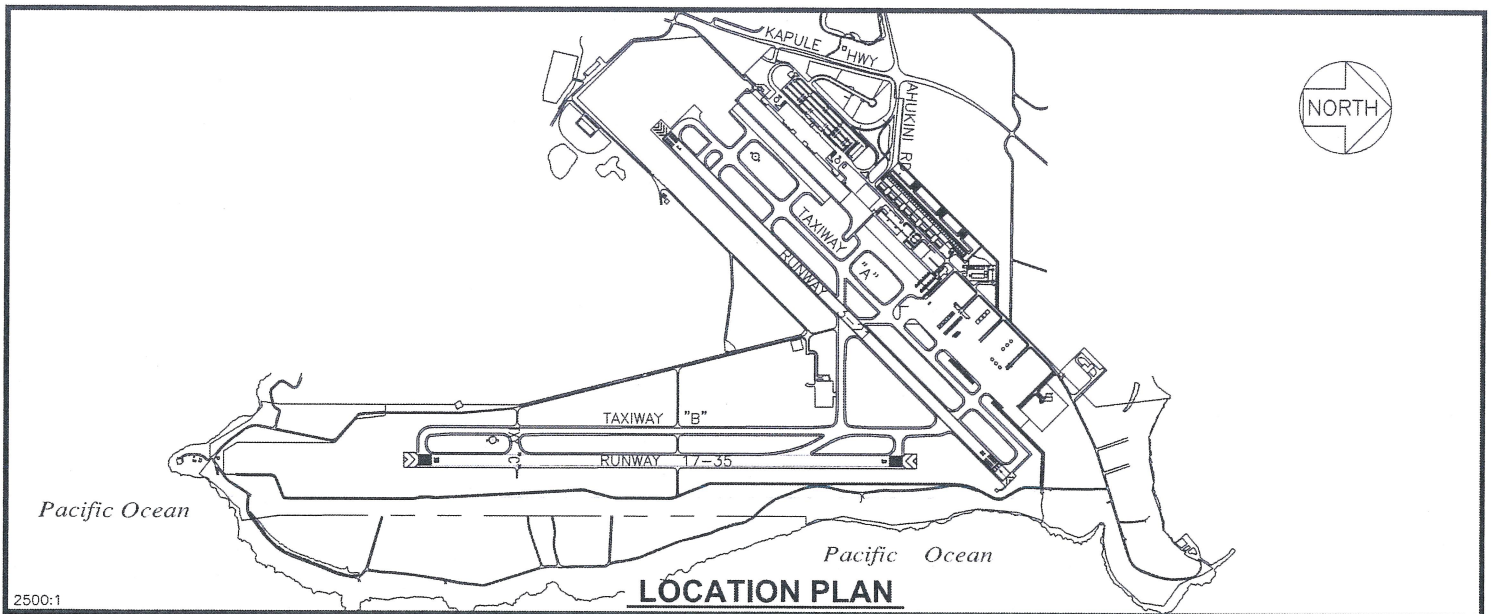 KAPULE HWY
AHUKINI RD
NORTH
TAXIWAY
"A"
RUNWAY
TAXIWAY "B"
RUNWAY 17-35
Pacific Ocean
Pacific Ocean
LOCATION PLAN
2500:1